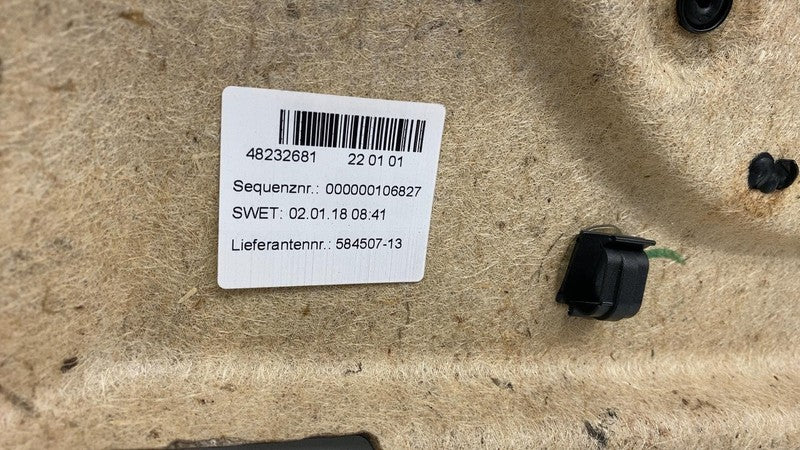 48232681 22 01 01
Sequenznr.: 000000106827
SWET: 02.01.18 08:41
Lieferantennr.: 584507-13